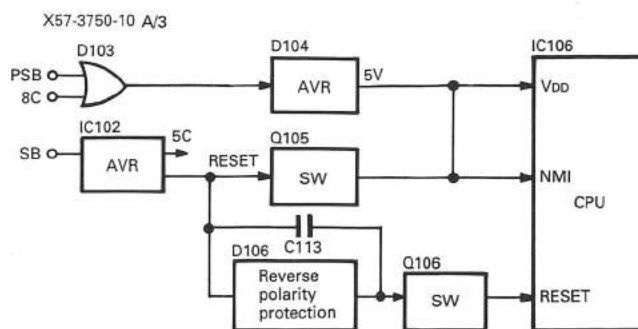 X57-3750-10 A/3
D103
PSB
8C
D104
AVR
5V
IC106
VDD
IC102
SB
AVR
5C
RESET
Q105
SW
NMI
CPU
C113
D106
Reverse
polarity
protection
Q106
SW
RESET